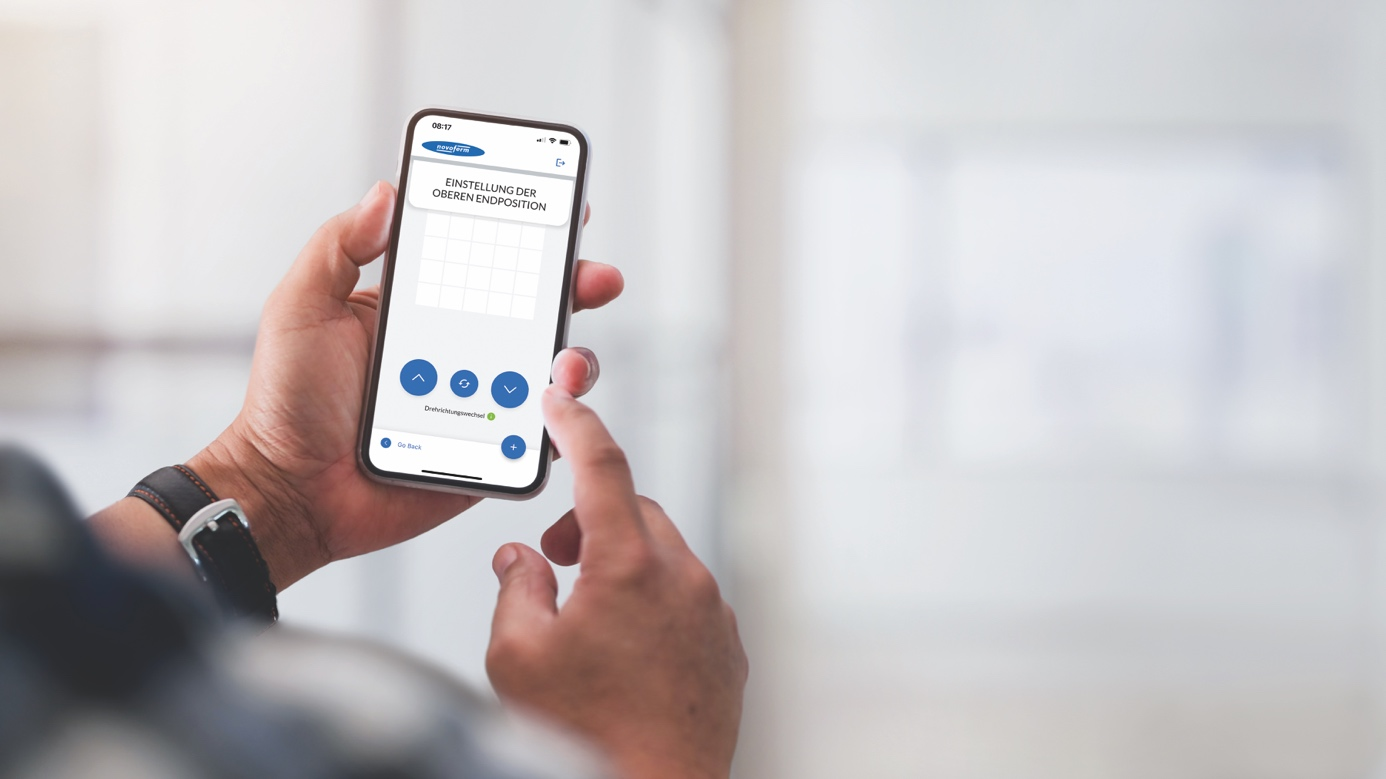 08:17
novoferm
EINSTELLUNG DER
OBEREN ENDPOSITION
Drehrichtungswechsel
Go Back